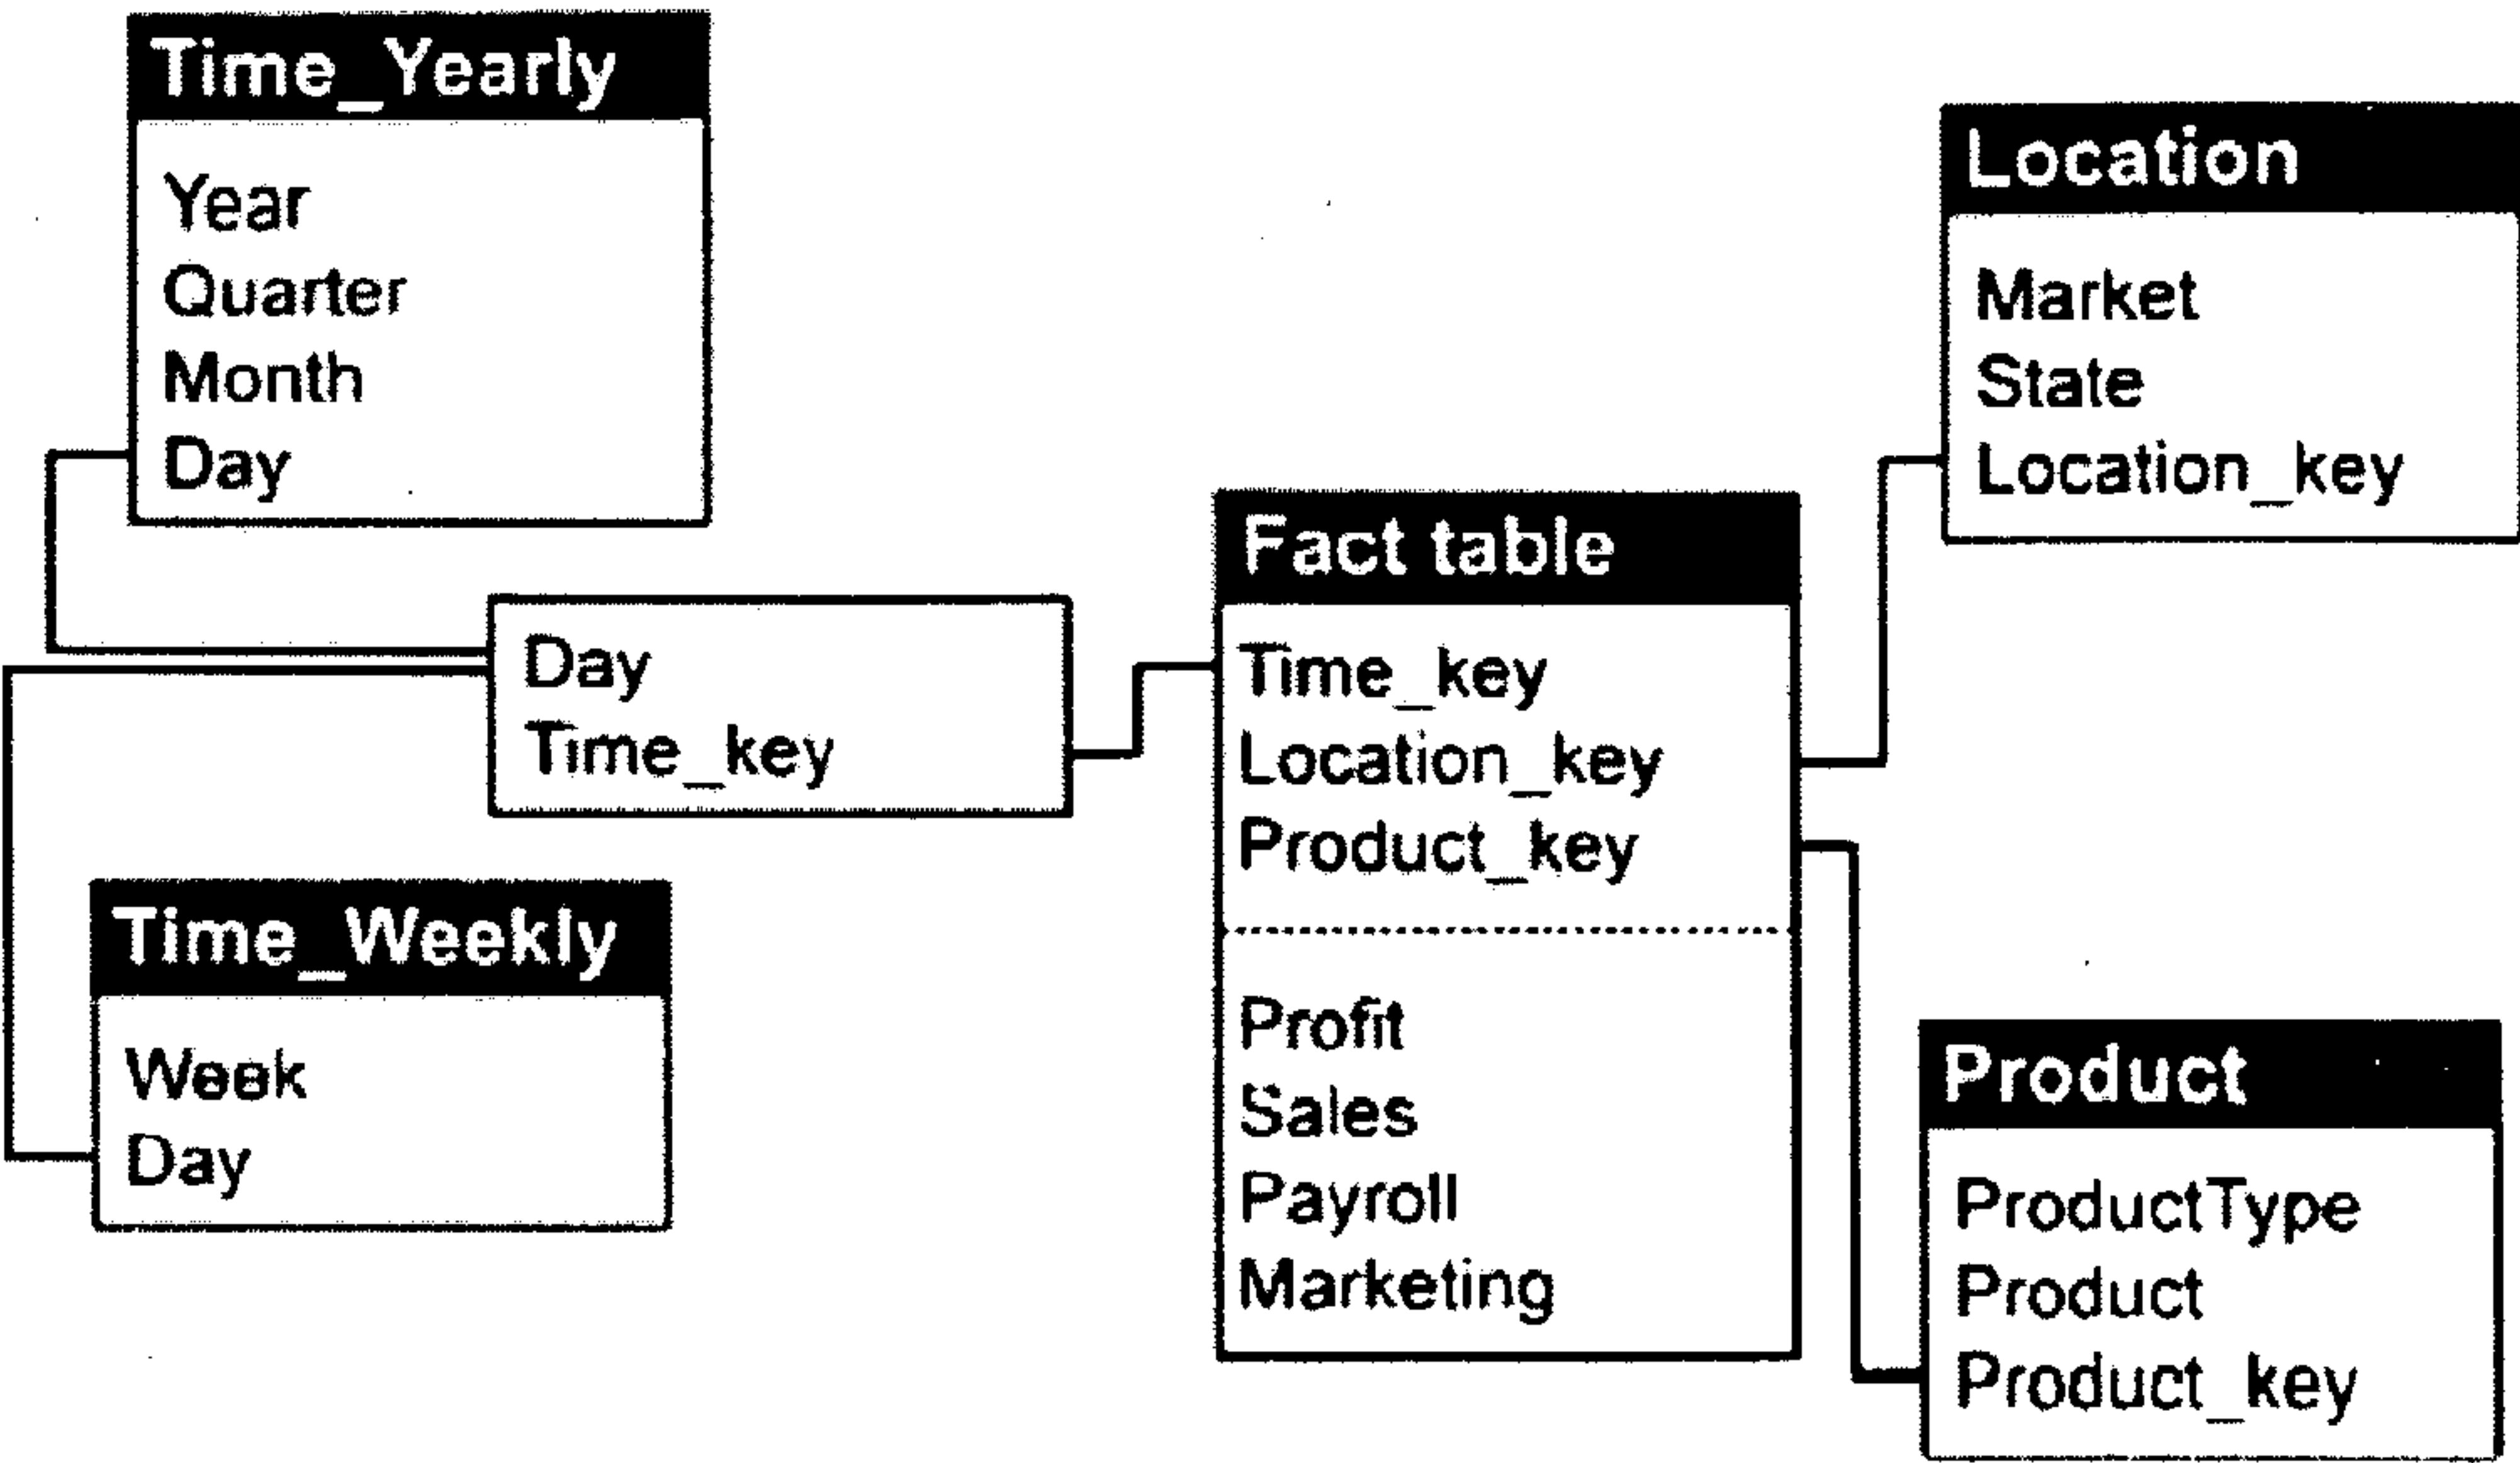 Time_Yearly
Year
Quarter
Month
Day
Day
Time_key
Time_Weekly
Week
Day
Fact table
Time_key
Location_key
Product_key
Profit
Sales
Payroll
Marketing
Location
Market
State
Location_key
Product
ProductType
Product
Product_key